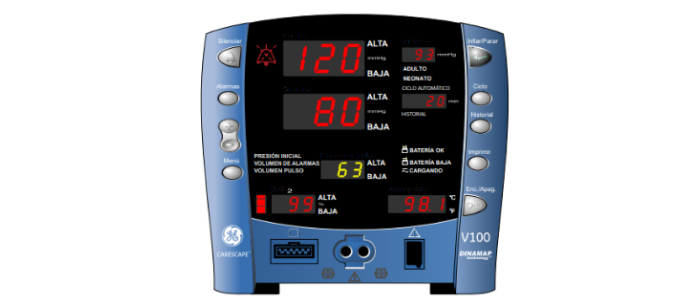 Silenciar
ALTA
120
mmHg
BAJA
93
mmHg
Inflar/Parar
ADULTO
NEONATO
Alarmas
ALTA
80
BAJA
CICLO AUTOMÁTICO
20
min
HISTORIAL
Ciclo
Historial
Menú
PRESIÓN INICIAL
VOLUMEN DE ALARMAS
VOLUMEN PULSO
63
ALTA
BAJA
BATERÍA OK
BATERÍA BAJA
CARGANDO
Imprimir
2
99
ALTA
%
BAJA
98.1
°C
°F
Enc./Apag.
GE
CARESCAPE
V100
DINAMAP